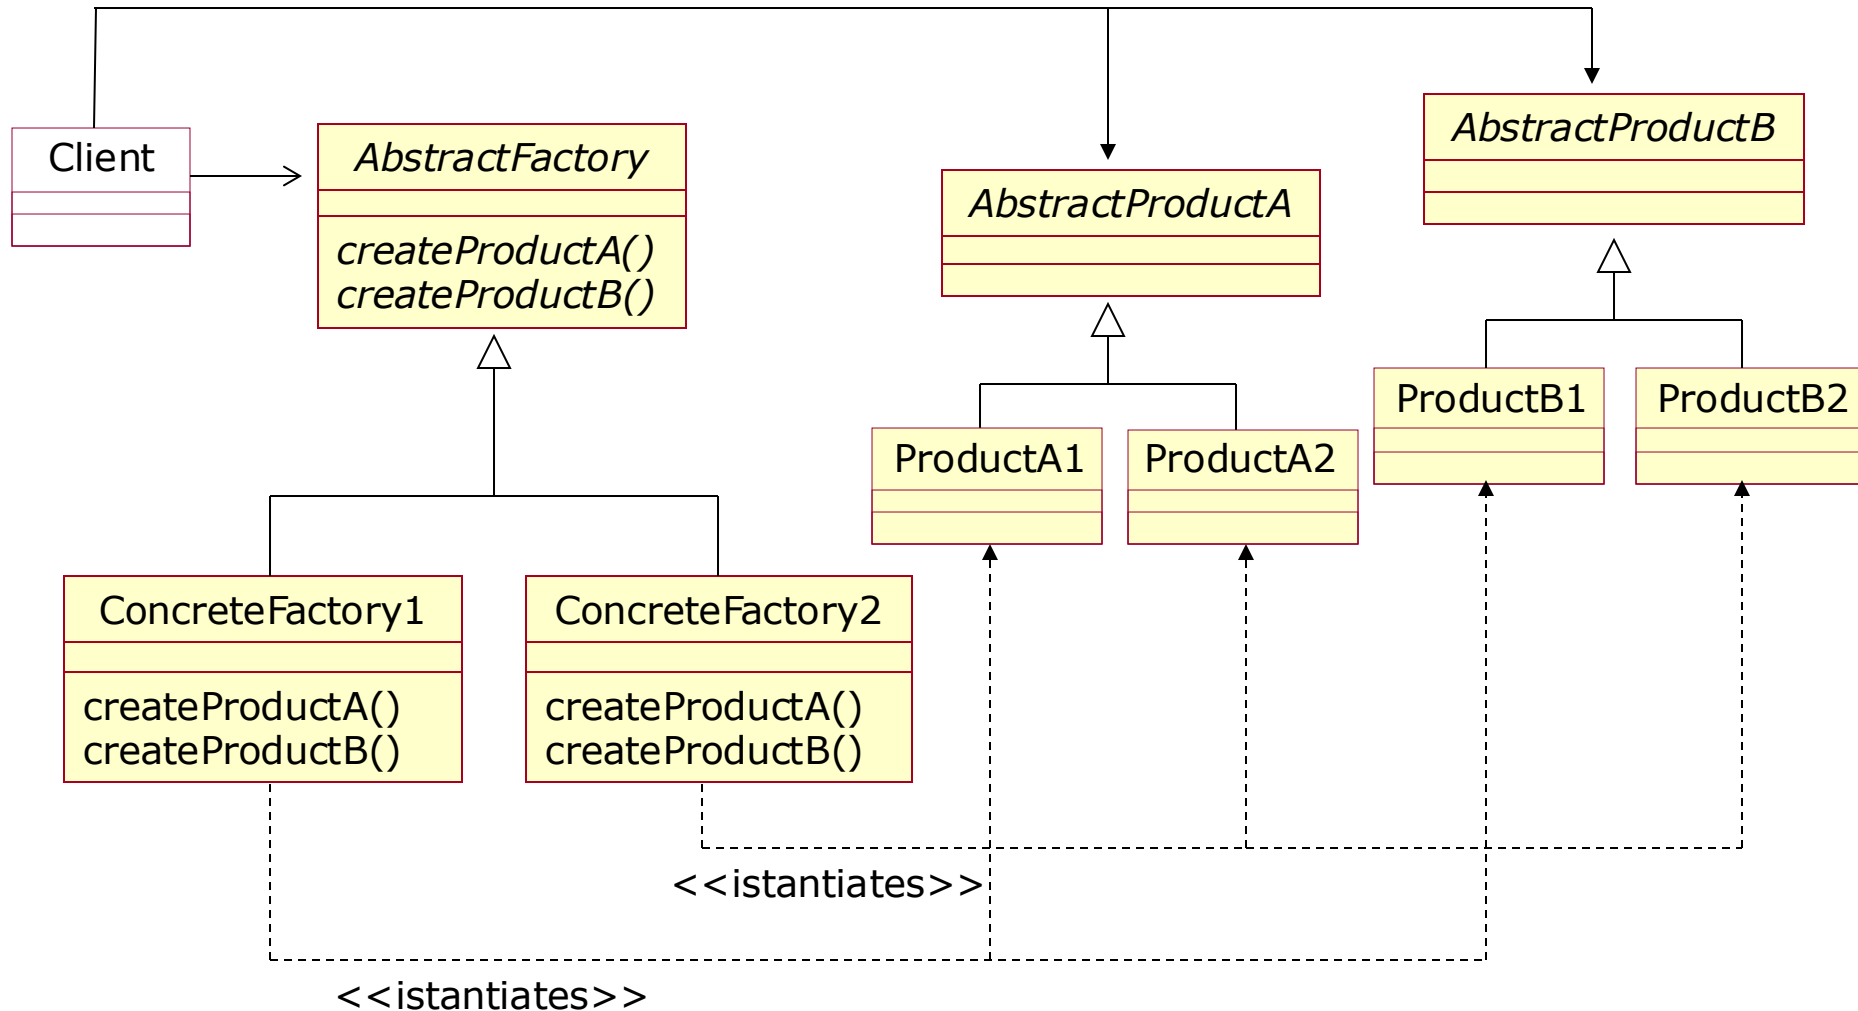 Client
AbstractFactory
createProductA()
createProductB()
AbstractProductA
AbstractProductB
ProductA1
ProductA2
ProductB1
ProductB2
ConcreteFactory1
createProductA()
createProductB()
ConcreteFactory2
createProductA()
createProductB()
<<istantiates>>
<<istantiates>>